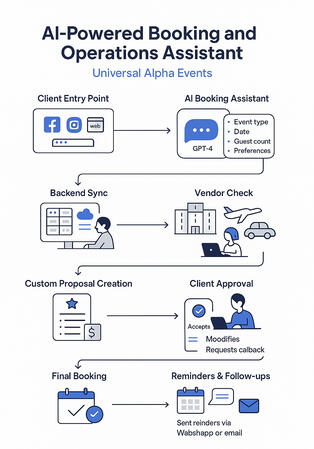 AI-Powered Booking and
Operations Assistant
Universal Alpha Events
Client Entry Point
web
AI Booking Assistant
GPT-4
• Event type
• Date
• Guest count
• Preferences
Backend Sync
Vendor Check
Custom Proposal Creation
$
Client Approval
Accepts
Moodifies
Requests calback
Final Booking
Reminders & Follow-ups
Sent reinders via
Wabshapp or email